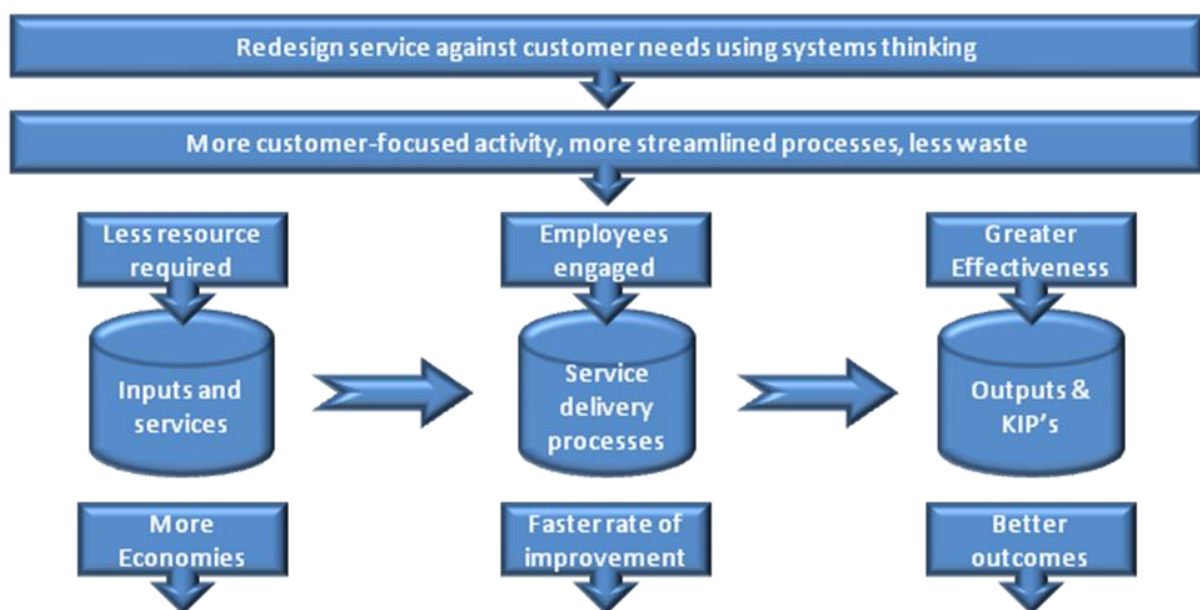 Redesign service against customer needs using systems thinking
More customer-focused activity, more streamlined processes, less waste
Less resource
required
Employees
engaged
Greater
Effectiveness
Inputs and
services
Service
delivery
processes
Outputs &
KIP's
More
Economies
Faster rate of
improvement
Better
outcomes